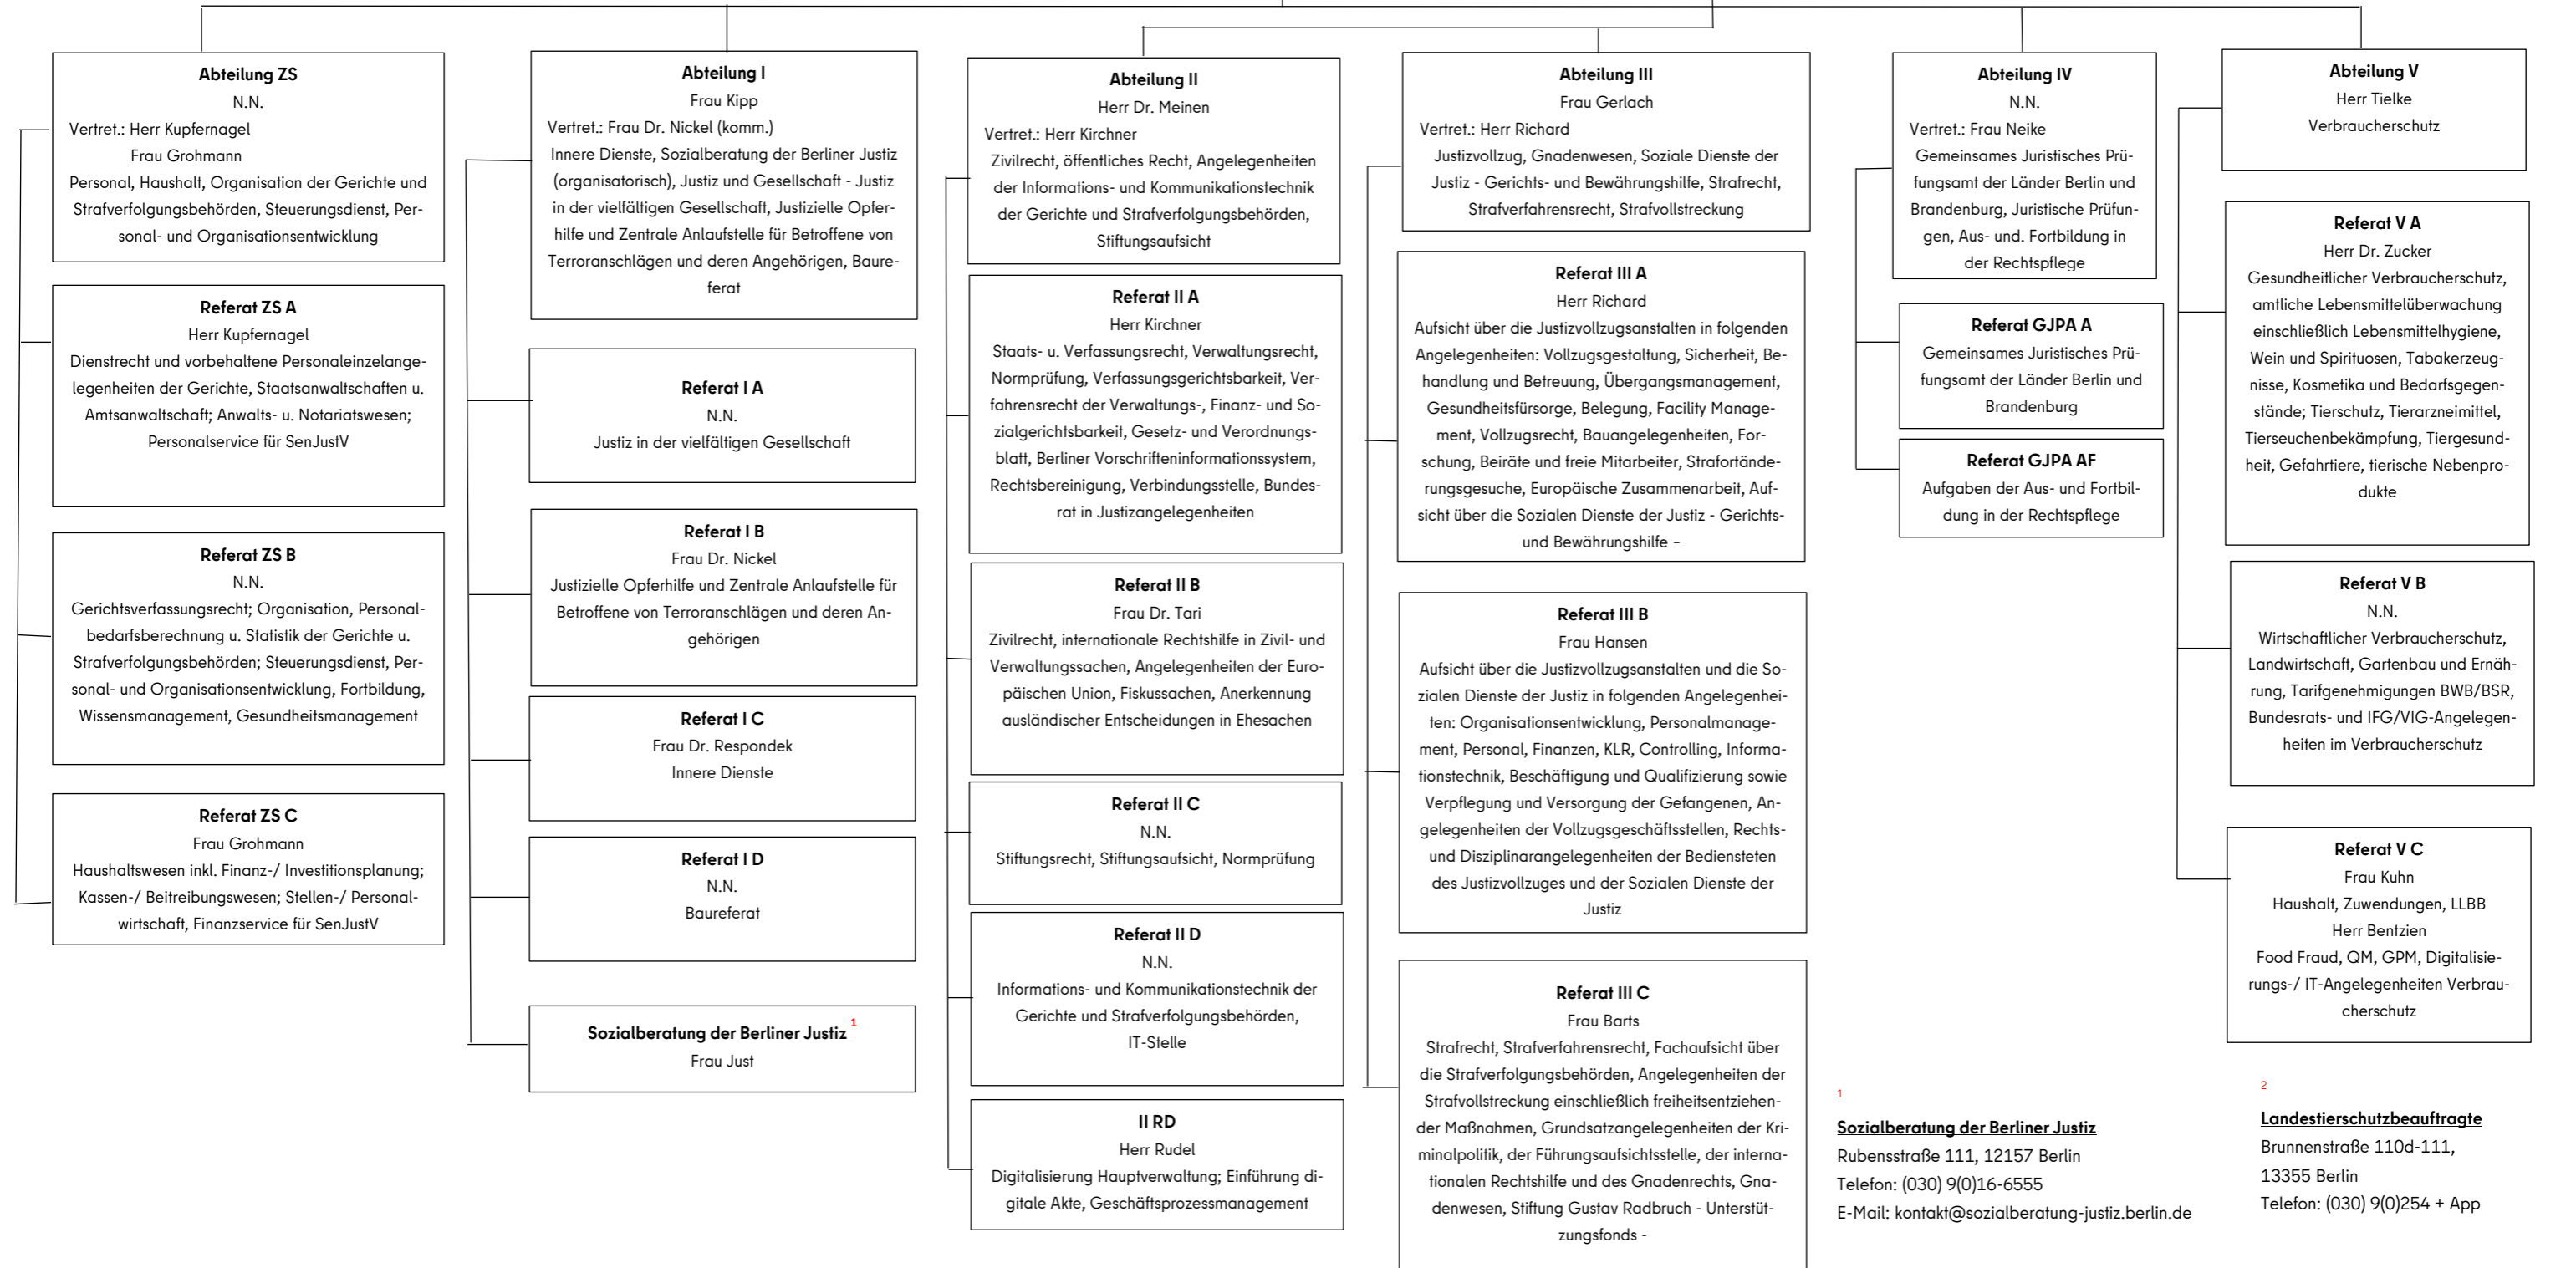 Abteilung ZS
N.N.
Vertret.: Herr Kupfernagel
Frau Grohmann
Personal, Haushalt, Organisation der Gerichte und
Strafverfolgungsbehörden, Steuerungsdienst, Per-
sonal- und Organisationsentwicklung
Referat ZS A
Herr Kupfernagel
Dienstrecht und vorbehaltene Personaleinzelange-
legenheiten der Gerichte, Staatsanwaltschaften u.
Amtsanwaltschaft; Anwalts- u. Notariatswesen;
Personalservice für SenJustV
Referat ZS B
N.N.
Gerichtsverfassungsrecht; Organisation, Personal-
bedarfsberechnung u. Statistik der Gerichte u.
Strafverfolgungsbehörden; Steuerungsdienst, Per-
sonal- und Organisationsentwicklung, Fortbildung,
Wissensmanagement, Gesundheitsmanagement
Referat ZS C
Frau Grohmann
Haushaltswesen inkl. Finanz-/ Investitionsplanung;
Kassen-/ Beitreibungswesen; Stellen-/ Personal-
wirtschaft, Finanzservice für SenJustV
Abteilung I
Frau Kipp
Vertret.: Frau Dr. Nickel (komm.)
Innere Dienste, Sozialberatung der Berliner Justiz
(organisatorisch), Justiz und Gesellschaft - Justiz
in der vielfältigen Gesellschaft, Justizielle Opfer-
hilfe und Zentrale Anlaufstelle für Betroffene von
Terroranschlägen und deren Angehörigen, Baure-
ferat
Referat I A
N.N.
Justiz in der vielfältigen Gesellschaft
Referat I B
Frau Dr. Nickel
Justizielle Opferhilfe und Zentrale Anlaufstelle für
Betroffene von Terroranschlägen und deren An-
gehörigen
Referat I C
Frau Dr. Respondek
Innere Dienste
Referat I D
N.N.
Baureferat
Sozialberatung der Berliner Justiz 1
Frau Just
Abteilung II
Herr Dr. Meinen
Vertret.: Herr Kirchner
Zivilrecht, öffentliches Recht, Angelegenheiten
der Informations- und Kommunikationstechnik
der Gerichte und Strafverfolgungsbehörden,
Stiftungsaufsicht
Referat II A
Herr Kirchner
Staats- u. Verfassungsrecht, Verwaltungsrecht,
Normprüfung, Verfassungsgerichtsbarkeit, Ver-
fahrensrecht der Verwaltungs-, Finanz- und So-
zialgerichtsbarkeit, Gesetz- und Verordnungs-
blatt, Berliner Vorschrifteninformationssystem,
Rechtsbereinigung, Verbindungsstelle, Bundes-
rat in Justizangelegenheiten
Referat II B
Frau Dr. Tari
Zivilrecht, internationale Rechtshilfe in Zivil- und
Verwaltungssachen, Angelegenheiten der Euro-
päischen Union, Fiskussachen, Anerkennung
ausländischer Entscheidungen in Ehesachen
Referat II C
N.N.
Stiftungsrecht, Stiftungsaufsicht, Normprüfung
Referat II D
N.N.
Informations- und Kommunikationstechnik der
Gerichte und Strafverfolgungsbehörden,
IT-Stelle
II RD
Herr Rudel
Digitalisierung Hauptverwaltung; Einführung di-
gitale Akte, Geschäftsprozessmanagement
Abteilung III
Frau Gerlach
Vertret.: Herr Richard
Justizvollzug, Gnadenwesen, Soziale Dienste der
Justiz - Gerichts- und Bewährungshilfe, Strafrecht,
Strafverfahrensrecht, Strafvollstreckung
Referat III A
Herr Richard
Aufsicht über die Justizvollzugsanstalten in folgenden
Angelegenheiten: Vollzugsgestaltung, Sicherheit, Be-
handlung und Betreuung, Übergangsmanagement,
Gesundheitsfürsorge, Belegung, Facility Manage-
ment, Vollzugsrecht, Bauangelegenheiten, For-
schung, Beiräte und freie Mitarbeiter, Strafortände-
rungsgesuche, Europäische Zusammenarbeit, Auf-
sicht über die Sozialen Dienste der Justiz - Gerichts-
und Bewährungshilfe -
Referat III B
Frau Hansen
Aufsicht über die Justizvollzugsanstalten und die So-
zialen Dienste der Justiz in folgenden Angelegenhei-
ten: Organisationsentwicklung, Personalmanage-
ment, Personal, Finanzen, KLR, Controlling, Informa-
tionstechnik, Beschäftigung und Qualifizierung sowie
Verpflegung und Versorgung der Gefangenen, An-
gelegenheiten der Vollzugsgeschäftsstellen, Rechts-
und Disziplinarangelegenheiten der Bediensteten
des Justizvollzuges und der Sozialen Dienste der
Justiz
Referat III C
Frau Barts
Strafrecht, Strafverfahrensrecht, Fachaufsicht über
die Strafverfolgungsbehörden, Angelegenheiten der
Strafvollstreckung einschließlich freiheitsentziehen-
der Maßnahmen, Grundsatzangelegenheiten der Kri-
minalpolitik, der Führungsaufsichtsstelle, der interna-
tionalen Rechtshilfe und des Gnadenrechts, Gna-
denwesen, Stiftung Gustav Radbruch - Unterstüt-
zungsfonds -
Abteilung IV
N.N.
Vertret.: Frau Neike
Gemeinsames Juristisches Prü-
fungsamt der Länder Berlin und
Brandenburg, Juristische Prüfun-
gen, Aus- und. Fortbildung in
der Rechtspflege
Referat GJPA A
Gemeinsames Juristisches Prü-
fungsamt der Länder Berlin und
Brandenburg
Referat GJPA AF
Aufgaben der Aus- und Fortbil-
dung in der Rechtspflege
Abteilung V
Herr Tielke
Verbraucherschutz
Referat V A
Herr Dr. Zucker
Gesundheitlicher Verbraucherschutz,
amtliche Lebensmittelüberwachung
einschließlich Lebensmittelhygiene,
Wein und Spirituosen, Tabakerzeug-
nisse, Kosmetika und Bedarfsgegen-
stände; Tierschutz, Tierarzneimittel,
Tierseuchenbekämpfung, Tiergesund-
heit, Gefahrtiere, tierische Nebenpro-
dukte
Referat V B
N.N.
Wirtschaftlicher Verbraucherschutz,
Landwirtschaft, Gartenbau und Ernäh-
rung, Tarifgenehmigungen BWB/BSR,
Bundesrats- und IFG/VIG-Angelegen-
heiten im Verbraucherschutz
Referat V C
Frau Kuhn
Haushalt, Zuwendungen, LLBB
Herr Bentzien
Food Fraud, QM, GPM, Digitalisie-
rungs-/ IT-Angelegenheiten Verbrau-
cherschutz
1
Sozialberatung der Berliner Justiz
Rubensstraße 111, 12157 Berlin
Telefon: (030) 9(0)16-6555
E-Mail: kontakt@sozialberatung-justiz.berlin.de
2
Landestierschutzbeauftragte
Brunnenstraße 110d-111,
13355 Berlin
Telefon: (030) 9(0)254 + App